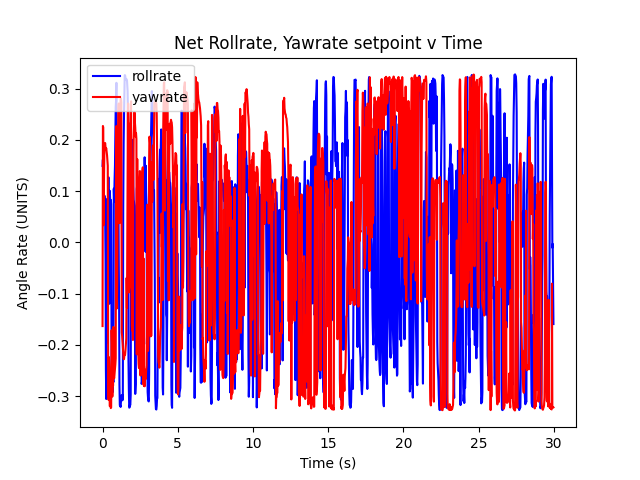 Net Rollrate, Yawrate setpoint v Time
rollrate
yawrate
Angle Rate (UNITS)
0.3
0.2
0.1
0.0
−0.1
−0.2
−0.3
0
5
10
15
20
25
30
Time (s)